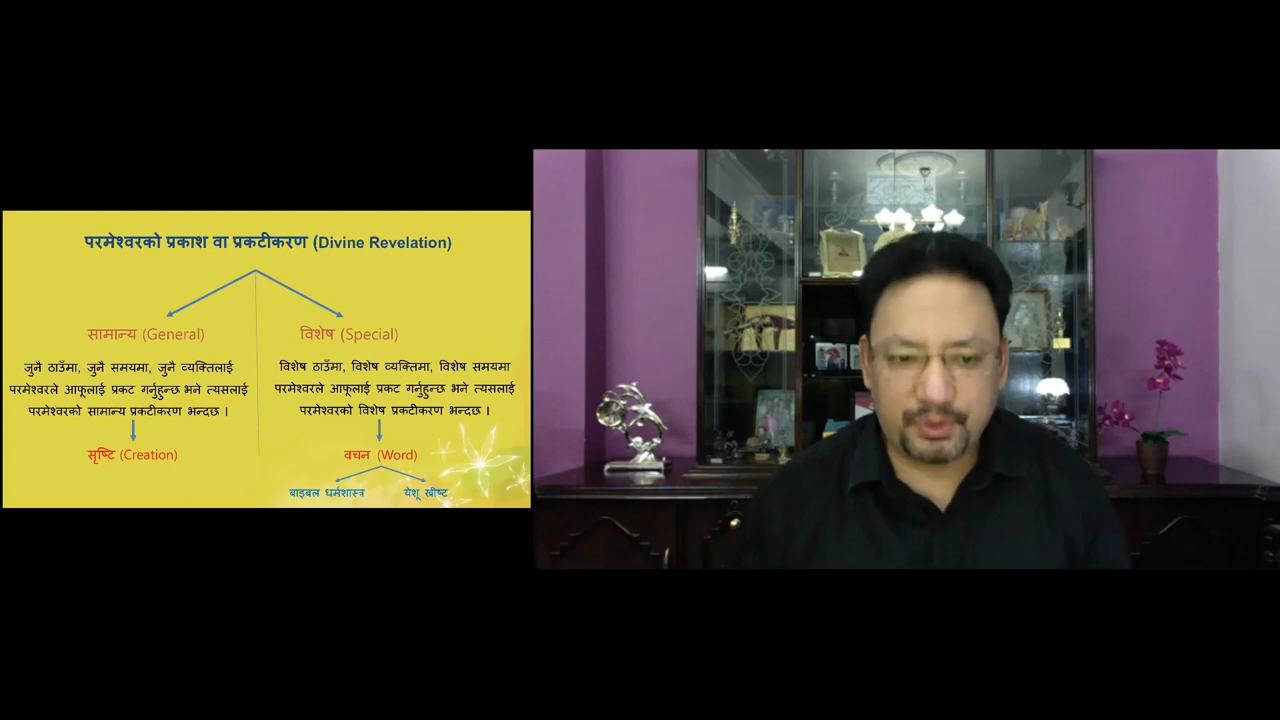 परमेश्वरको प्रकाश वा प्रकटीकरण (Divine Revelation)
सामान्य (General)
जुनै ठाउँमा, जुनै समयमा, जुनै व्यक्तिलाई
परमेश्वरले आफूलाई प्रकट गर्नुहुन्छ भने त्यसलाई
परमेश्वरको सामान्य प्रकटीकरण भन्दछ ।
सृष्टि (Creation)
विशेष (Special)
विशेष ठाउँमा, विशेष व्यक्तिमा, विशेष समयमा
परमेश्वरले आफूलाई प्रकट गर्नुहुन्छ भने त्यसलाई
परमेश्वरको विशेष प्रकटीकरण भन्दछ ।
वचन (Word)
बाइबल धर्मशास्त्र
येशू ख्रीष्ट